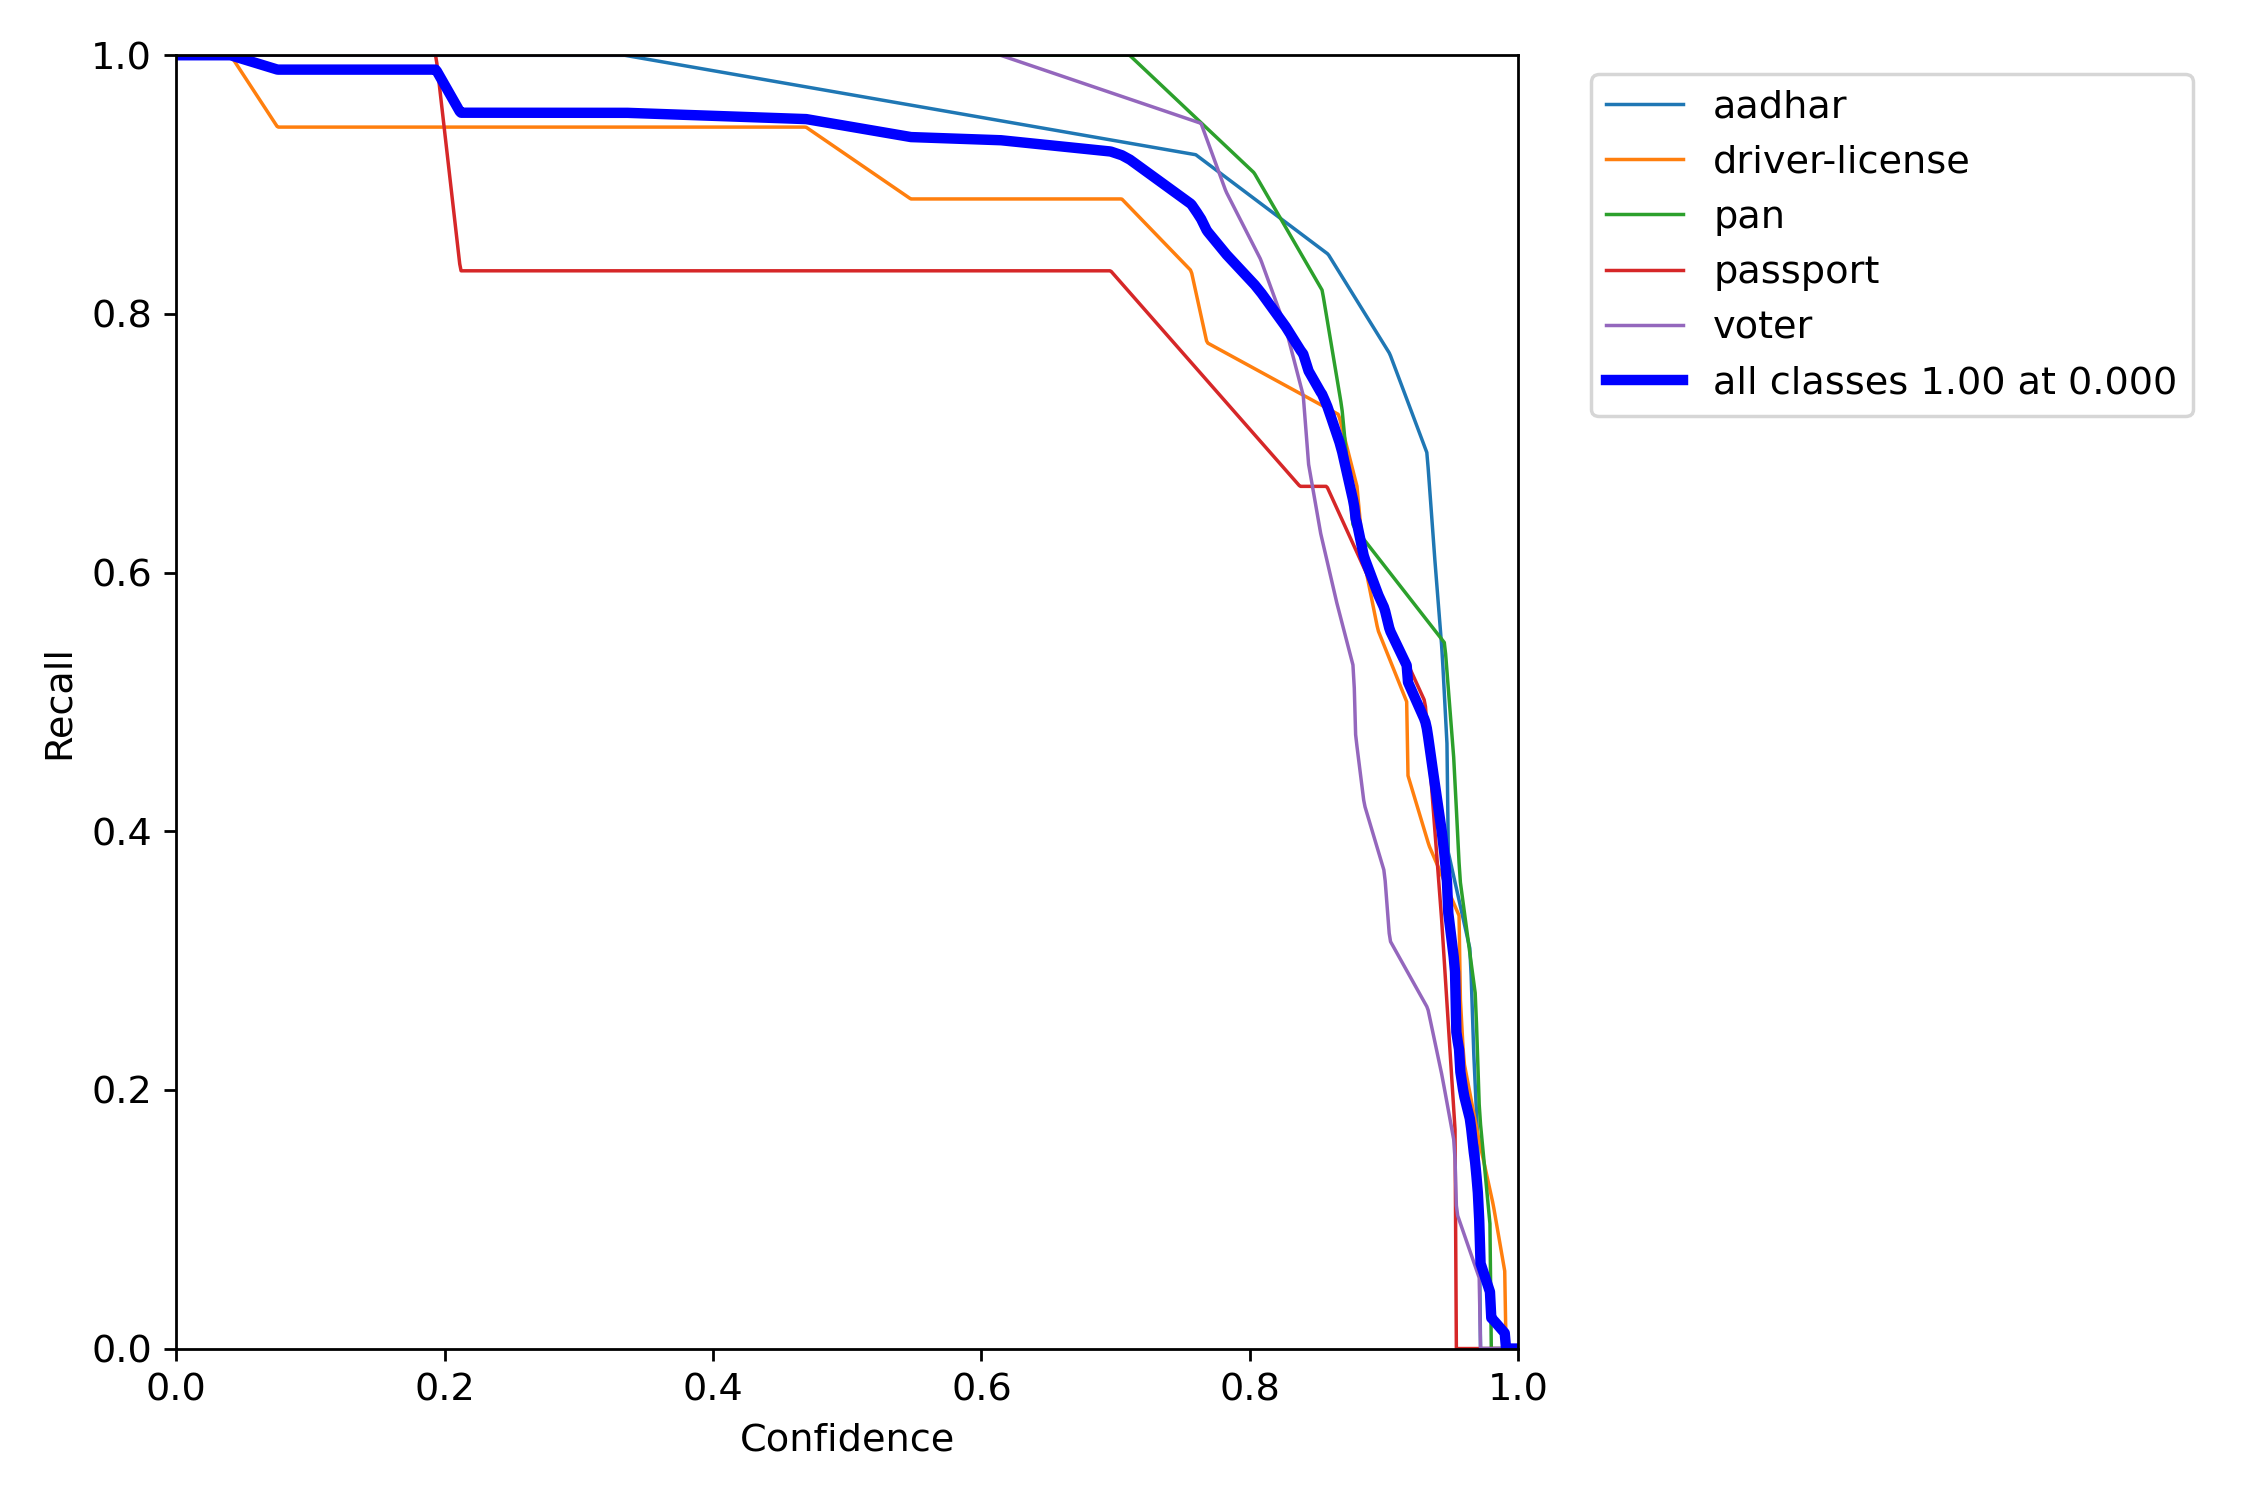 1.0
0.8
0.6
0.4
0.2
0.0
Recall
0.0 0.2 0.4 0.6 0.8 1.0
Confidence
aadhar
driver-license
pan
passport
voter
all classes 1.00 at 0.000